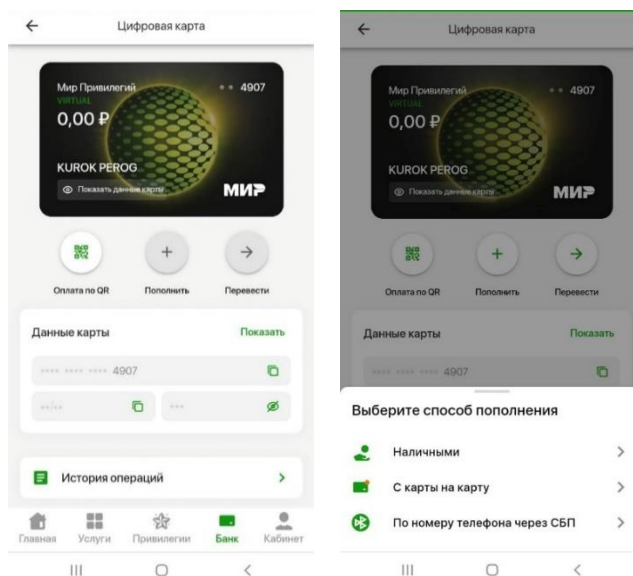 Цифровая карта
Мир Привилегий
4907
VIRTUAL
0,00 ₽
KUROK PEROG
Показать данные карты
МИР
Оплата по QR
Пополнить
Перевести
Данные карты
Показать
**** **** **** 4907
**/**
***
История операций
Главная
Услуги
Привилегии
Банк
Кабинет
Цифровая карта
Мир Привилегий
4907
VIRTUAL
0,00 ₽
KUROK PEROG
Показать данные карты
МИР
Оплата по QR
Пополнить
Перевести
Данные карты
Показать
**** **** **** 4907
Выберите способ пополнения
Наличными
С карты на карту
По номеру телефона через СБП